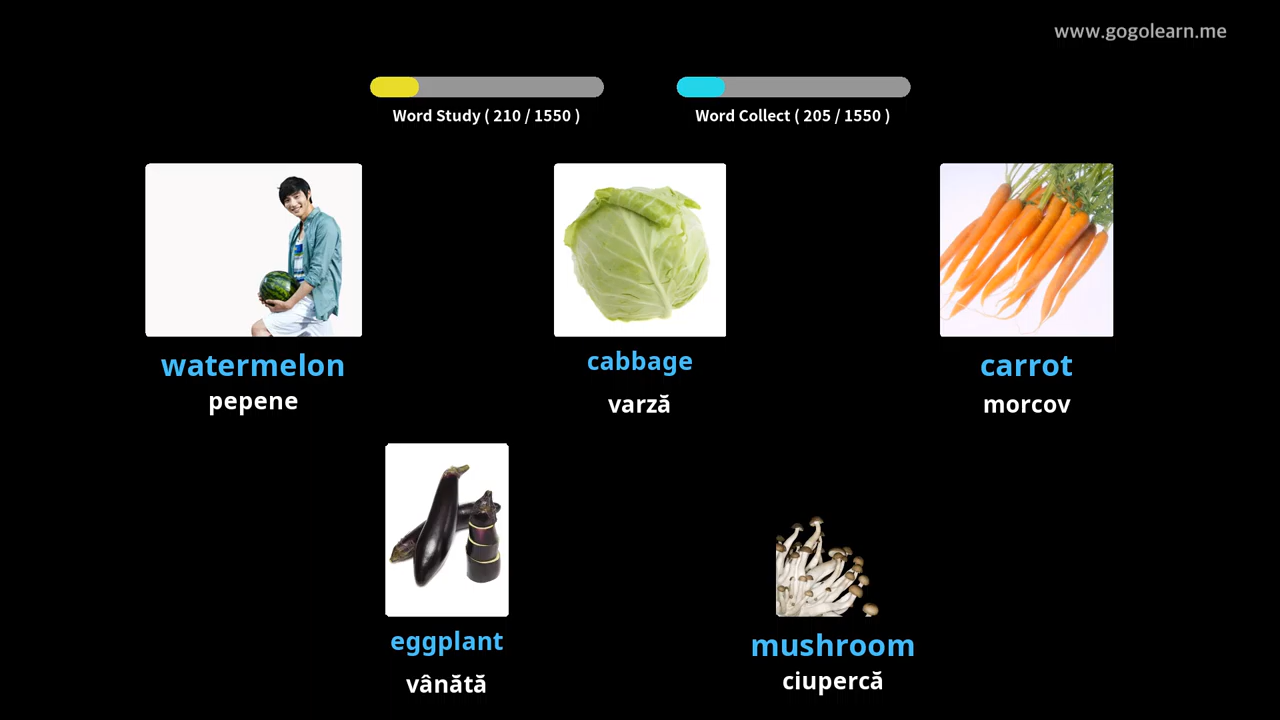 www.gogolearn.me
Word Study ( 210 / 1550 )
Word Collect ( 205 / 1550 )
watermelon
pepene
cabbage
varză
carrot
morcov
eggplant
vânătă
mushroom
ciupercă